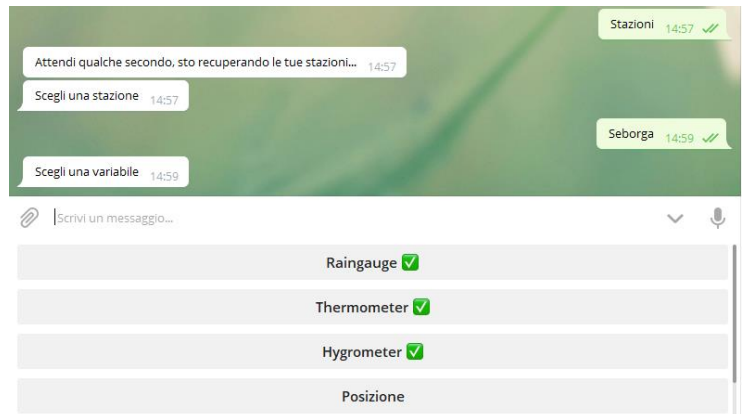 Stazioni 14:57
Attendi qualche secondo, sto recuperando le tue stazioni... 14:57
Scegli una stazione 14:57
Seborga 14:59
Scegli una variabile 14:59
Scrivi un messaggio...
Raingauge ✅
Thermometer ✅
Hygrometer ✅
Posizione